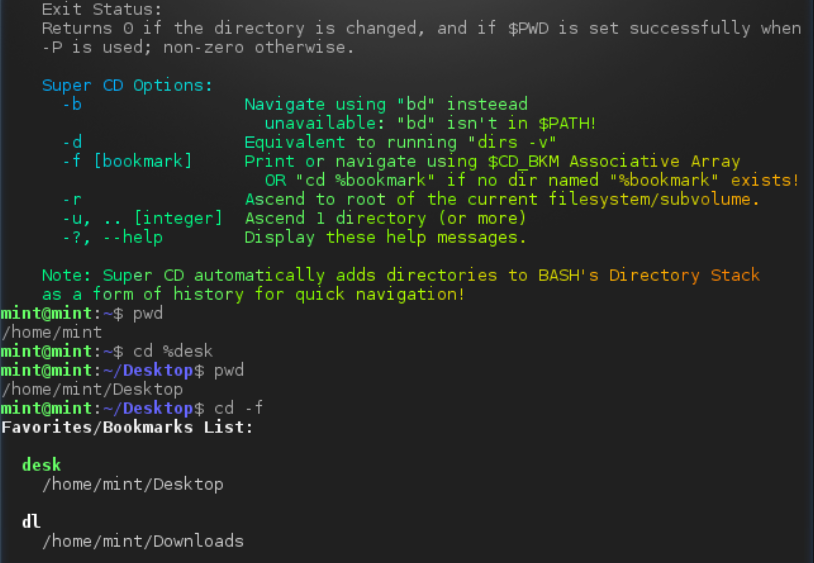 Exit Status:
Returns 0 if the directory is changed, and if $PWD is set successfully when
-P is used; non-zero otherwise.
Super CD Options:
-b Navigate using "bd" insteead
unavailable: "bd" isn't in $PATH!
-d Equivalent to running "dirs -v"
-f [bookmark] Print or navigate using $CD_BKM Associative Array
OR "cd %bookmark" if no dir named "%bookmark" exists!
-r Ascend to root of the current filesystem/subvolume.
-u, .. [integer] Ascend 1 directory (or more)
-?, --help Display these help messages.
Note: Super CD automatically adds directories to BASH's Directory Stack
as a form of history for quick navigation!
mint@mint:~$ pwd
/home/mint
mint@mint:~$ cd %desk
mint@mint:~/Desktop$ pwd
/home/mint/Desktop
mint@mint:~/Desktop$ cd -f
Favorites/Bookmarks List:
desk
/home/mint/Desktop
dl
/home/mint/Downloads